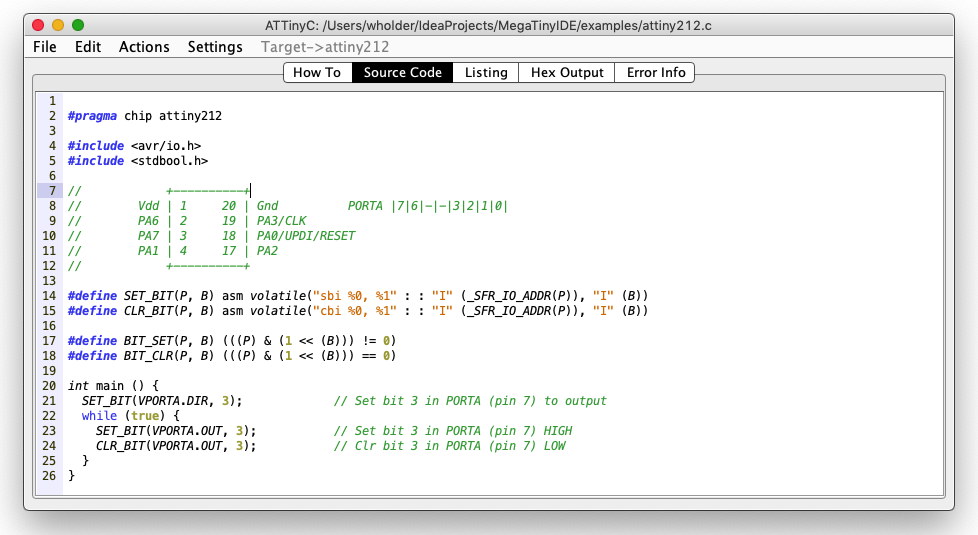 ATTinyC: /Users/wholder/IdeaProjects/MegaTinyIDE/examples/attiny212.c
File Edit Actions Settings Target->attiny212
How To Source Code Listing Hex Output Error Info
1
2 #pragma chip attiny212
3
4 #include <avr/io.h>
5 #include <stdbool.h>
6
7 //            +----------+
8 //        Vdd | 1     20 | Gnd          PORTA |7|6|-|-|3|2|1|0|
9 //        PA6 | 2     19 | PA3/CLK
10 //        PA7 | 3     18 | PA0/UPDI/RESET
11 //        PA1 | 4     17 | PA2
12 //            +----------+
13
14 #define SET_BIT(P, B) asm volatile("sbi %0, %1" : : "I" (_SFR_IO_ADDR(P)), "I" (B))
15 #define CLR_BIT(P, B) asm volatile("cbi %0, %1" : : "I" (_SFR_IO_ADDR(P)), "I" (B))
16
17 #define BIT_SET(P, B) (((P) & (1 << (B))) != 0)
18 #define BIT_CLR(P, B) (((P) & (1 << (B))) == 0)
19
20 int main () {
21   SET_BIT(VPORTA.DIR, 3);             // Set bit 3 in PORTA (pin 7) to output
22   while (true) {
23     SET_BIT(VPORTA.OUT, 3);           // Set bit 3 in PORTA (pin 7) HIGH
24     CLR_BIT(VPORTA.OUT, 3);           // Clr bit 3 in PORTA (pin 7) LOW
25   }
26 }